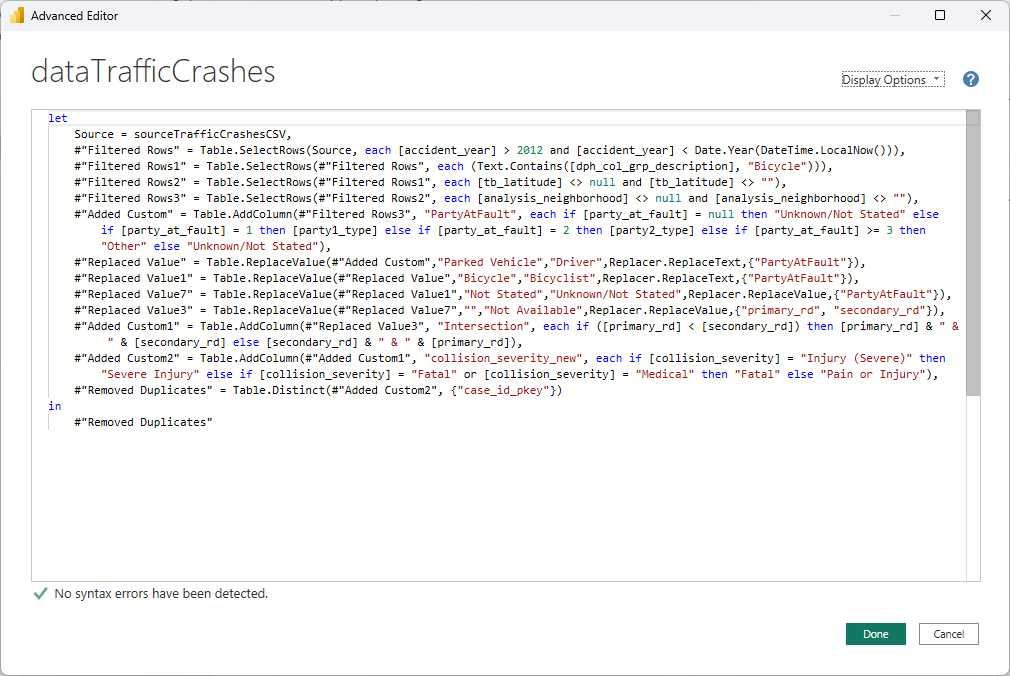 Advanced Editor
dataTrafficCrashes
Display Options
?
let
Source = sourceTrafficCrashesCSV,
#"Filtered Rows" = Table.SelectRows(Source, each [accident_year] > 2012 and [accident_year] < Date.Year(DateTime.LocalNow())),
#"Filtered Rows1" = Table.SelectRows(#"Filtered Rows", each (Text.Contains([dph_col_grp_description], "Bicycle"))),
#"Filtered Rows2" = Table.SelectRows(#"Filtered Rows1", each [tb_latitude] <> null and [tb_latitude] <> ""),
#"Filtered Rows3" = Table.SelectRows(#"Filtered Rows2", each [analysis_neighborhood] <> null and [analysis_neighborhood] <> ""),
#"Added Custom" = Table.AddColumn(#"Filtered Rows3", "PartyAtFault", each if [party_at_fault] = null then "Unknown/Not Stated" else
if [party_at_fault] = 1 then [party1_type] else if [party_at_fault] = 2 then [party2_type] else if [party_at_fault] >= 3 then
"Other" else "Unknown/Not Stated"),
#"Replaced Value" = Table.ReplaceValue(#"Added Custom","Parked Vehicle","Driver",Replacer.ReplaceText,{"PartyAtFault"}),
#"Replaced Value1" = Table.ReplaceValue(#"Replaced Value","Bicycle","Bicyclist",Replacer.ReplaceText,{"PartyAtFault"}),
#"Replaced Value7" = Table.ReplaceValue(#"Replaced Value1","Not Stated","Unknown/Not Stated",Replacer.ReplaceValue,{"PartyAtFault"}),
#"Replaced Value3" = Table.ReplaceValue(#"Replaced Value7","","Not Available",Replacer.ReplaceValue,{"primary_rd", "secondary_rd"}),
#"Added Custom1" = Table.AddColumn(#"Replaced Value3", "Intersection", each if ([primary_rd] < [secondary_rd]) then [primary_rd] & " &
" & [secondary_rd] else [secondary_rd] & " & " & [primary_rd]),
#"Added Custom2" = Table.AddColumn(#"Added Custom1", "collision_severity_new", each if [collision_severity] = "Injury (Severe)" then
"Severe Injury" else if [collision_severity] = "Fatal" or [collision_severity] = "Medical" then "Fatal" else "Pain or Injury"),
#"Removed Duplicates" = Table.Distinct(#"Added Custom2", {"case_id_pkey"})
in
#"Removed Duplicates"
No syntax errors have been detected.
Done
Cancel